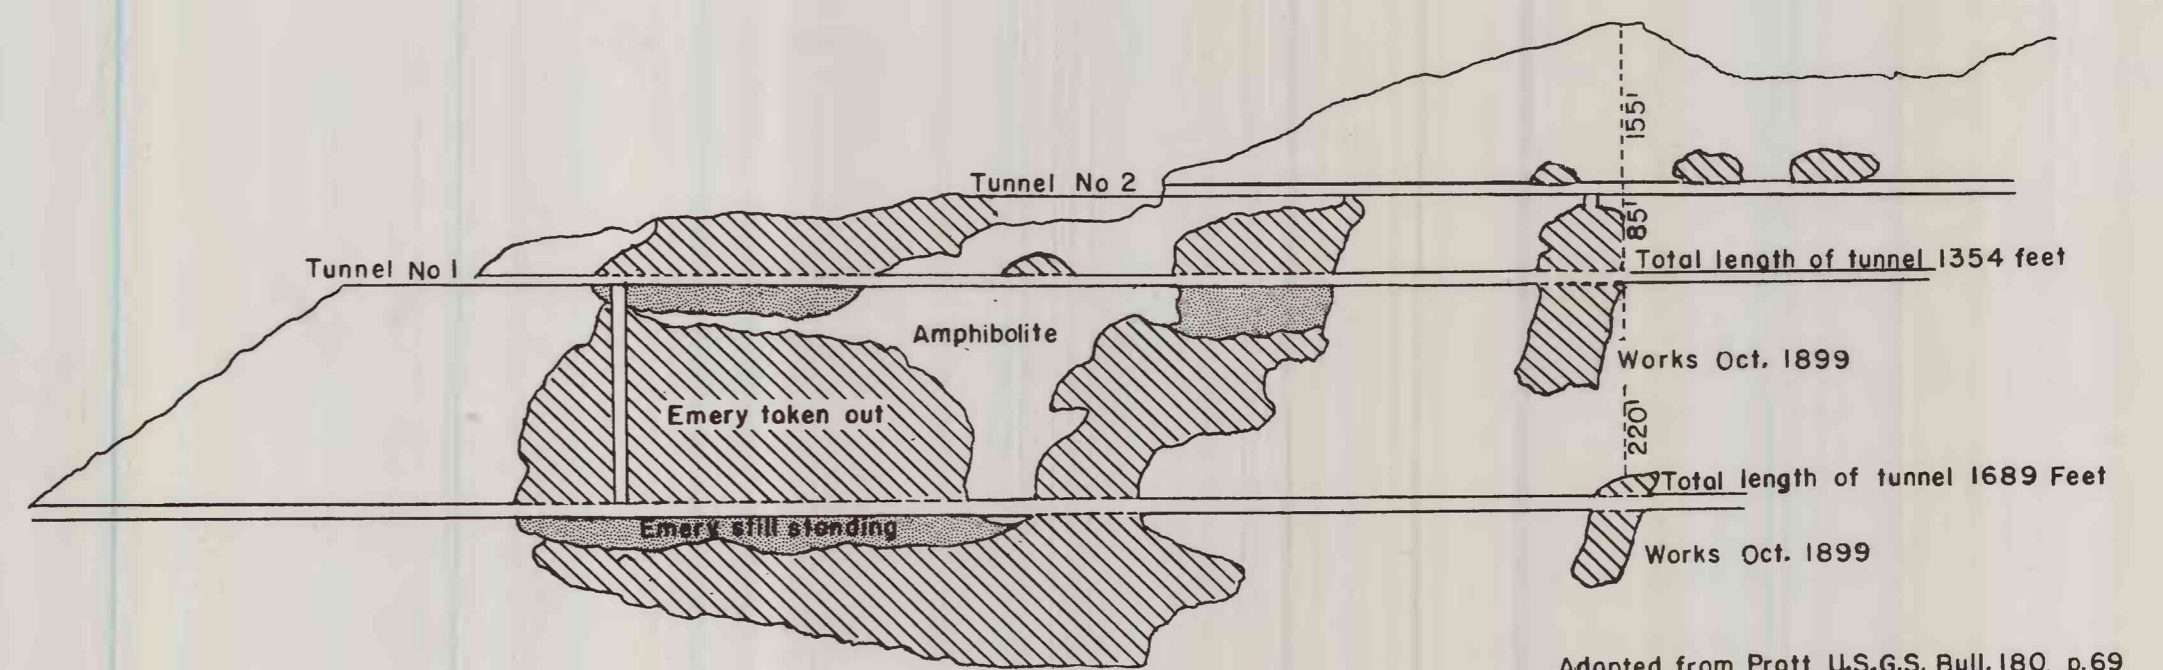 155'
Tunnel No 2
85'
Tunnel No 1
Total length of tunnel 1354 feet
Amphibolite
Works Oct. 1899
Emery taken out
220'
Total length of tunnel 1689 Feet
Emery still standing
Works Oct. 1899
Adapted from Pratt U.S.G.S. Bull. 180, p.69